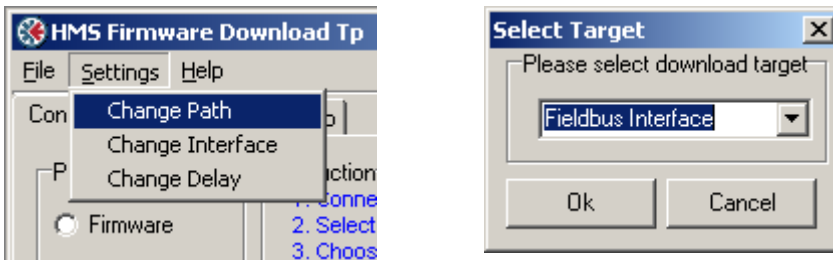 HMS Firmware Download Tp
File Settings Help
Con
Change Path
Change Interface
Change Delay
P
Firmware
1. Conne
2. Select
3. Choos
Select Target
Please select download target
Fieldbus Interface
Ok
Cancel